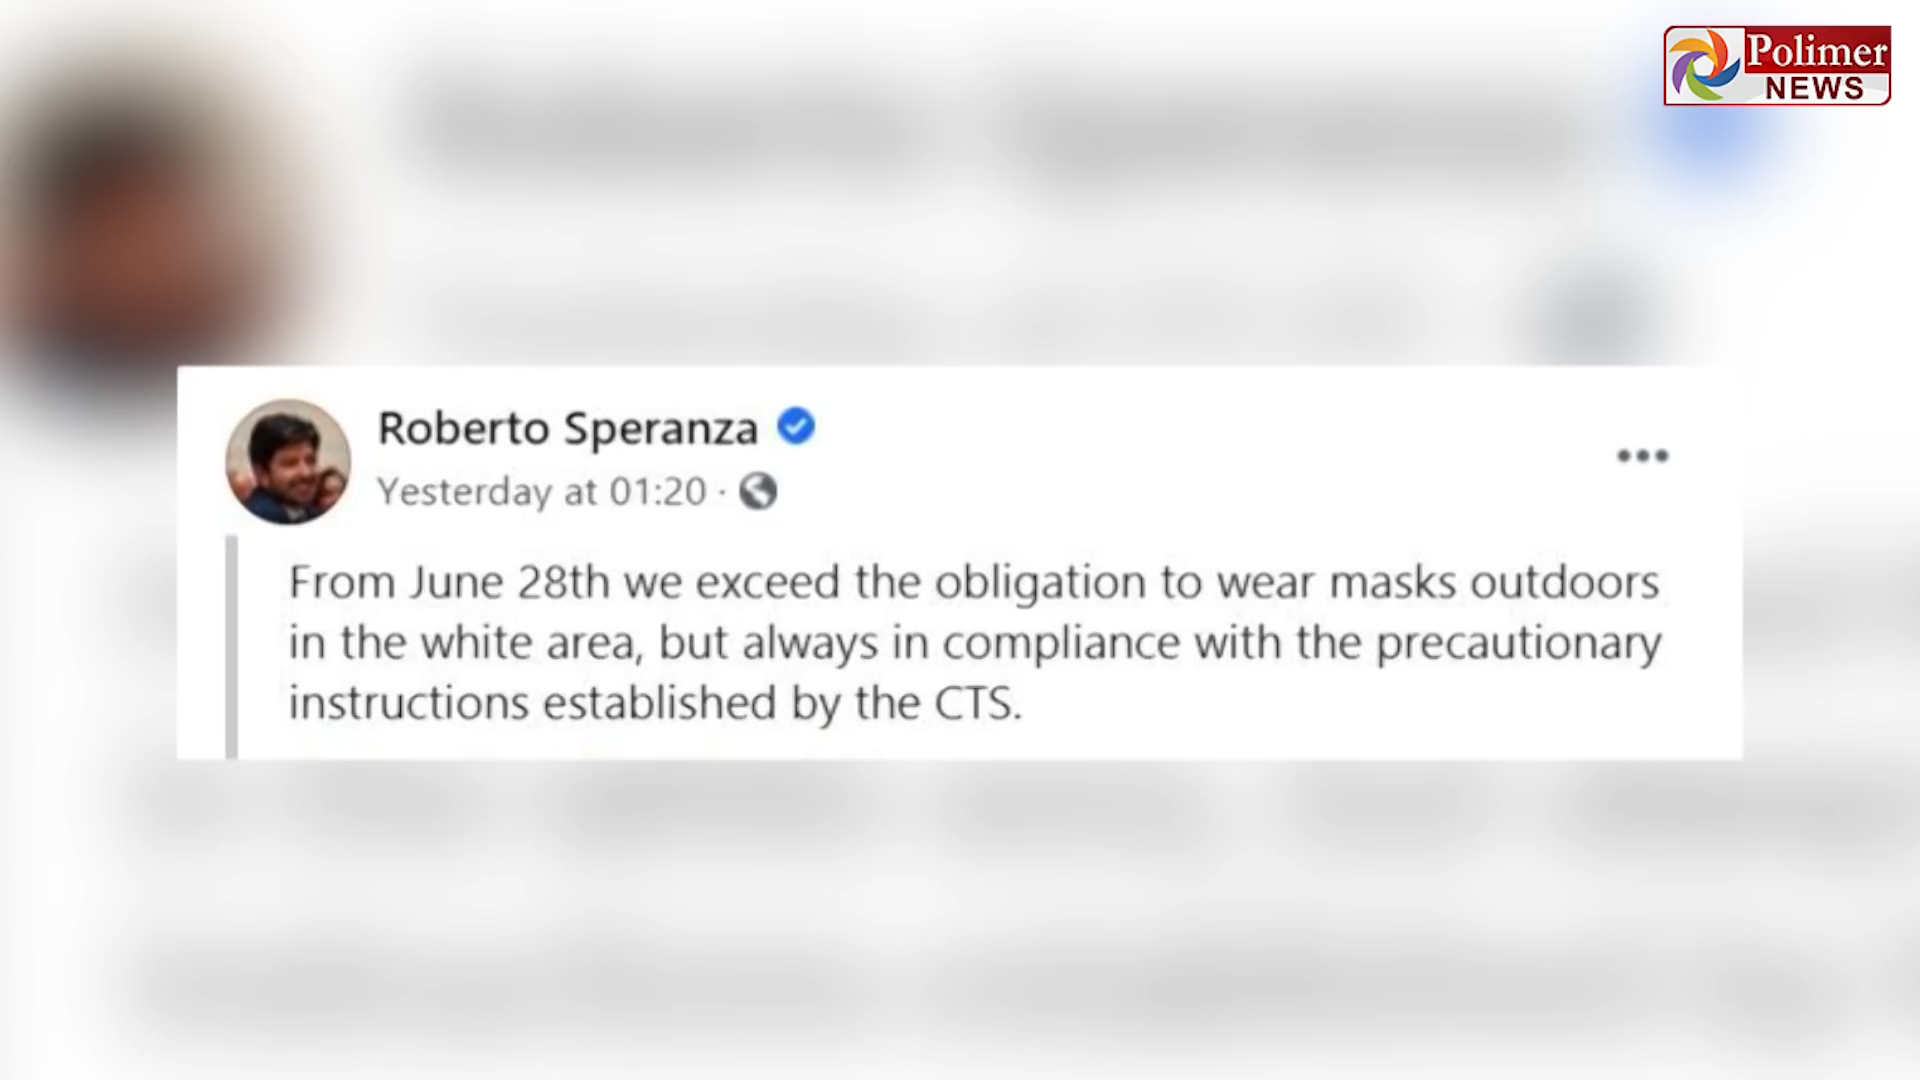 Polimer
NEWS
Roberto Speranza
Yesterday at 01:20 ·
From June 28th we exceed the obligation to wear masks outdoors
in the white area, but always in compliance with the precautionary
instructions established by the CTS.